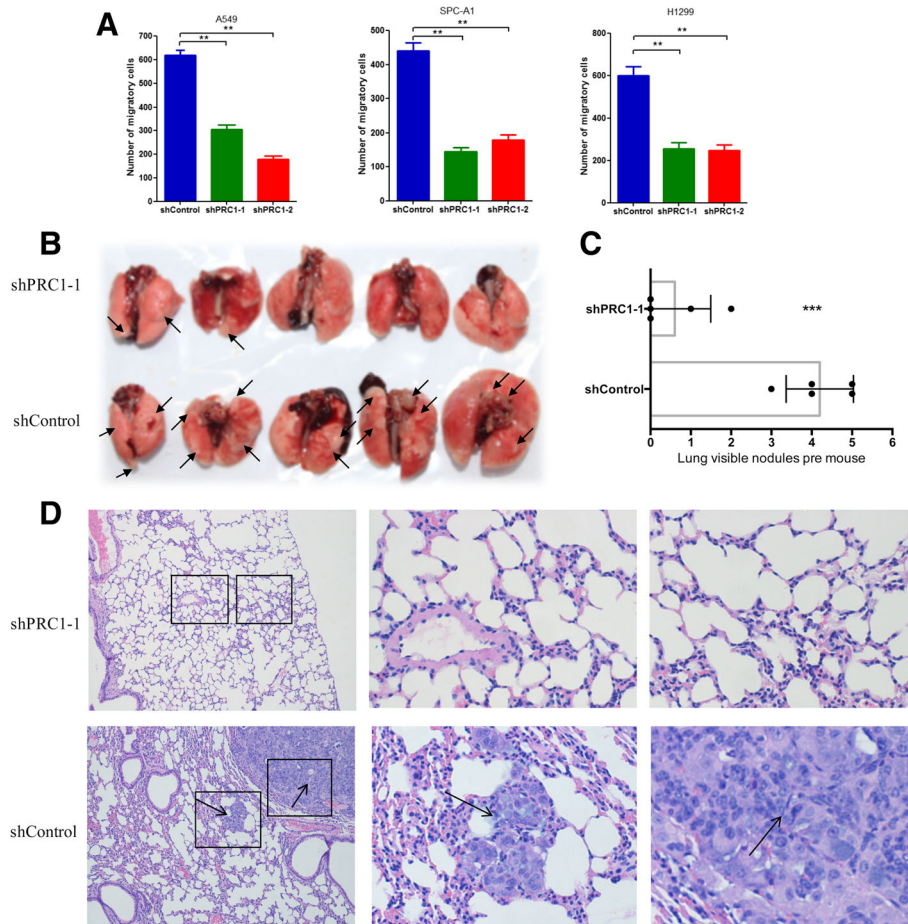 A
A549
**
**
Number of migratory cells
700
600
500
400
300
200
100
0
shControl
shPRC1-1
shPRC1-2
SPC-A1
**
**
Number of migratory cells
500
400
300
200
100
0
shControl
shPRC1-1
shPRC1-2
H1299
**
**
Number of migratory cells
800
600
400
200
0
shControl
shPRC1-1
shPRC1-2
B
shPRC1-1
shControl
C
shPRC1-1
***
shControl
0 1 2 3 4 5 6
Lung visible nodules pre mouse
D
shPRC1-1
shControl